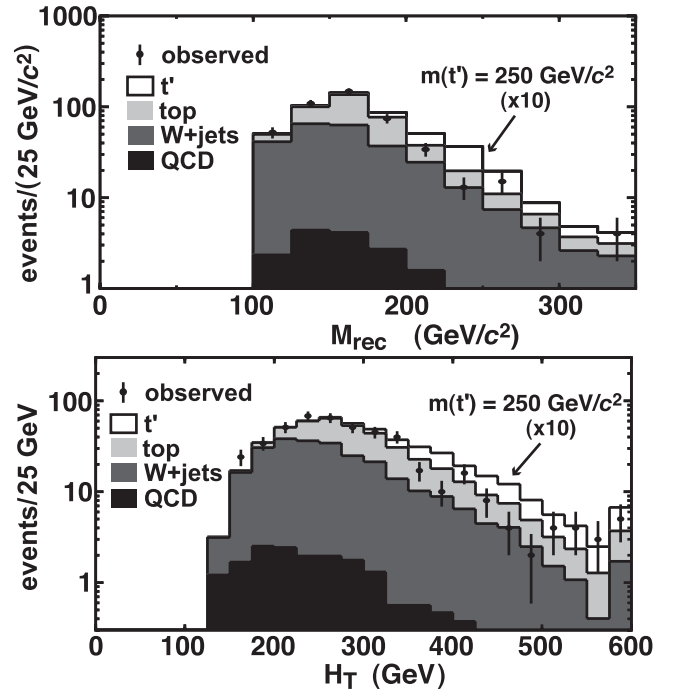 1000
100
10
1
events/(25 GeV/c²)
observed
t'
top
W+jets
QCD
m(t') = 250 GeV/c²
(x10)
0 100 200 300
M_rec (GeV/c²)
100
10
1
events/25 GeV
observed
t'
top
W+jets
QCD
m(t') = 250 GeV/c²
(x10)
0 100 200 300 400 500 600
H_T (GeV)